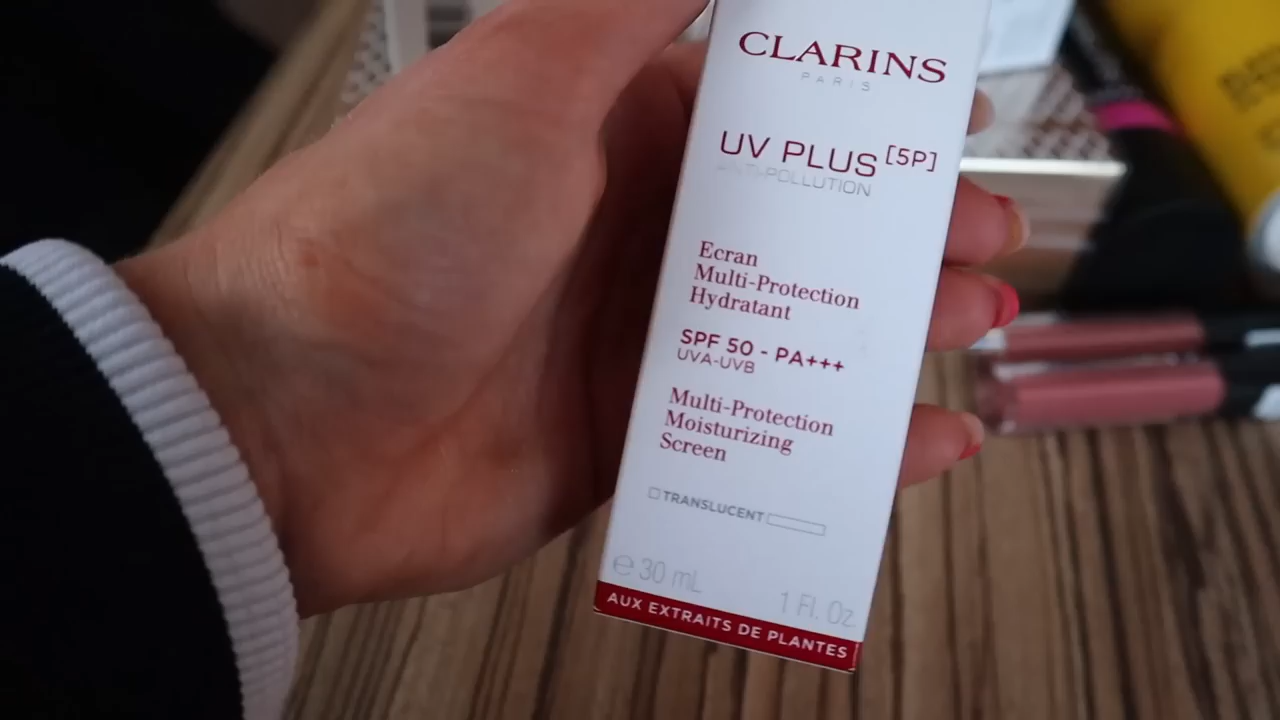 CLARINS
PARIS
UV PLUS [5P]
ANTI-POLLUTION
Ecran
Multi-Protection
Hydratant
SPF 50 - PA+++
UVA-UVB
Multi-Protection
Moisturizing
Screen
TRANSLUCENT
℮ 30 mL 1 Fl. Oz.
AUX EXTRAITS DE PLANTES